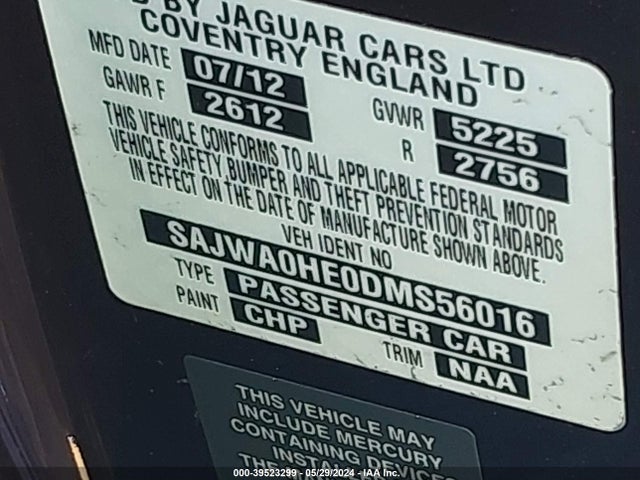 BY JAGUAR CARS LTD
COVENTRY ENGLAND
MFD DATE 07/12
GAWR F 2612 GVWR 5225
R 2756
THIS VEHICLE CONFORMS TO ALL APPLICABLE FEDERAL MOTOR
VEHICLE SAFETY, BUMPER AND THEFT PREVENTION STANDARDS
IN EFFECT ON THE DATE OF MANUFACTURE SHOWN ABOVE.
VEH IDENT NO
SAJWA0HE0DMS56016
TYPE PASSENGER CAR
PAINT CHP TRIM NAA
THIS VEHICLE MAY
INCLUDE MERCURY
CONTAINING DEVICES
000-39523299 - 05/29/2024 - IAA Inc.